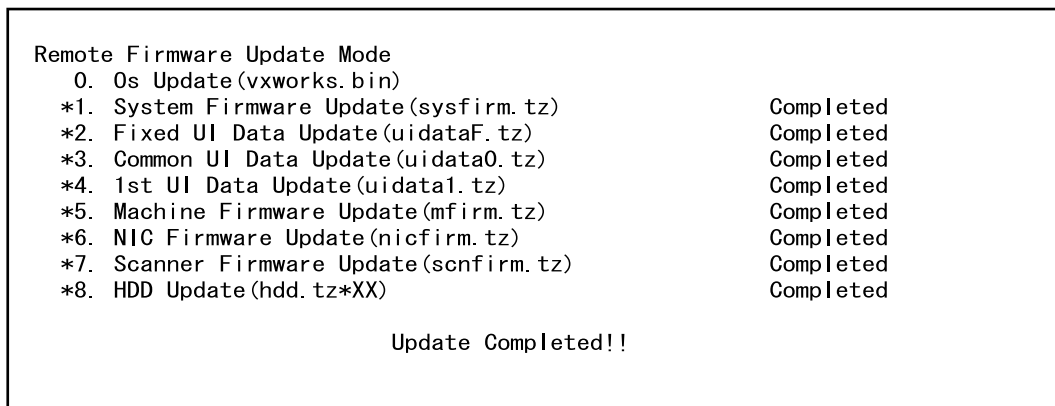 Remote Firmware Update Mode
0. Os Update(vxworks.bin)
*1. System Firmware Update(sysfirm.tz) Completed
*2. Fixed UI Data Update(uidataF.tz) Completed
*3. Common UI Data Update(uidata0.tz) Completed
*4. 1st UI Data Update(uidata1.tz) Completed
*5. Machine Firmware Update(mfirm.tz) Completed
*6. NIC Firmware Update(nicfirm.tz) Completed
*7. Scanner Firmware Update(scnfirm.tz) Completed
*8. HDD Update(hdd.tz*XX) Completed
Update Completed!!